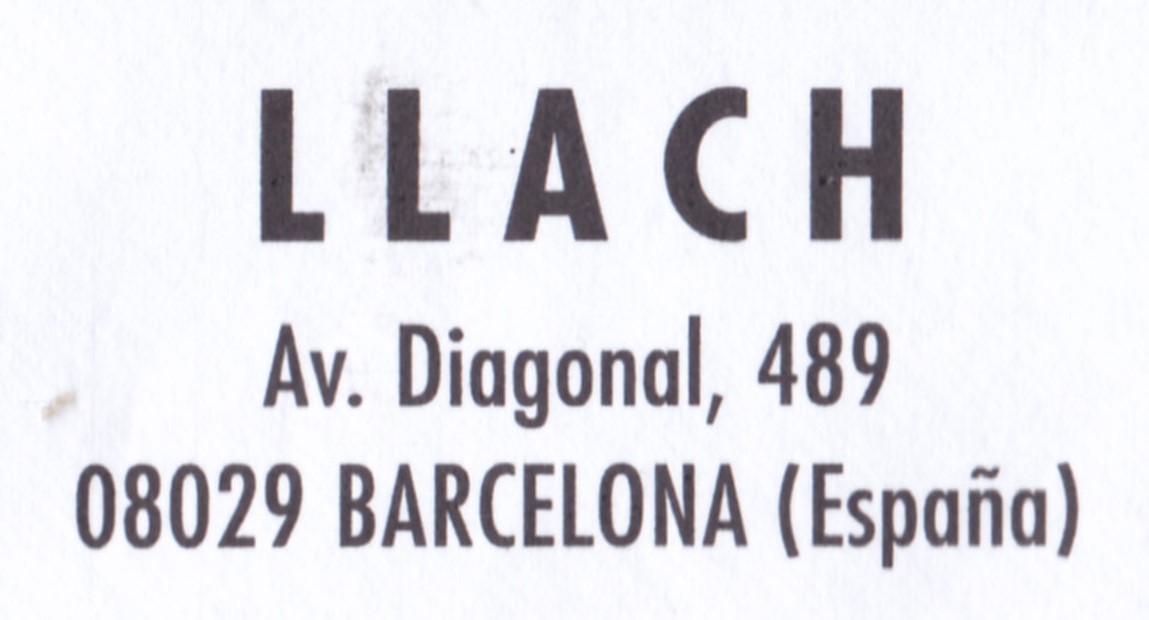 LLACH
Av. Diagonal, 489
08029 BARCELONA (España)